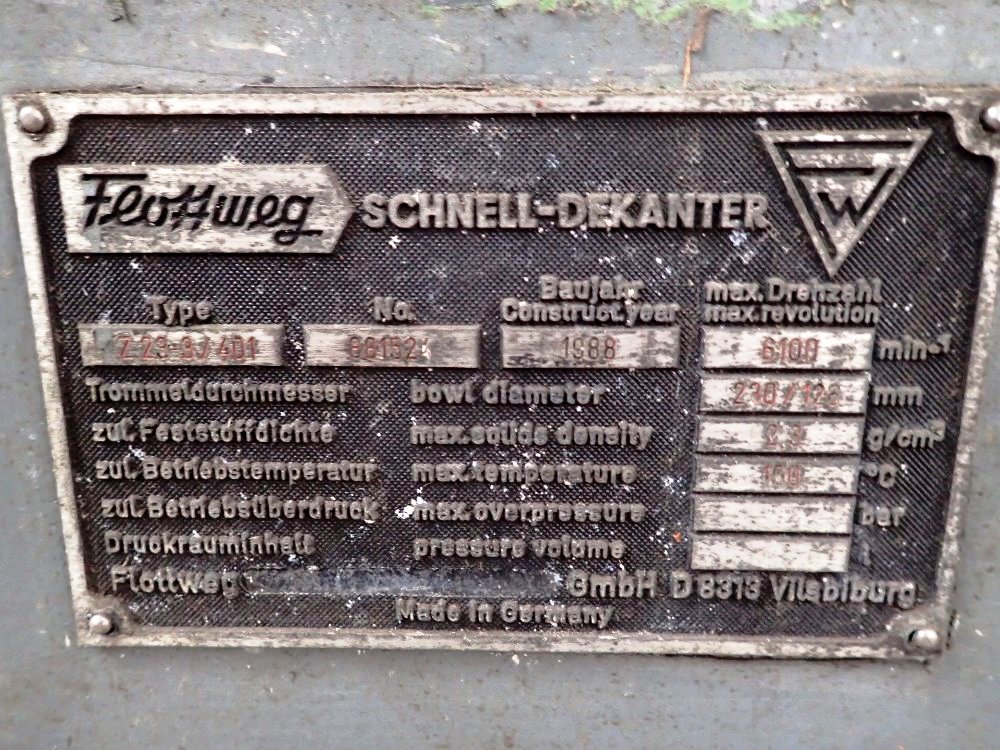 Flottweg SCHNELL-DEKANTER
W
Type No. Baujahr max. Drehzahl
Construct. year max. revolution
Z 23-3/401 1988 6100 min-1
Trommeldurchmesser bowl diameter 230/122 mm
zul. Feststoffdichte max. solids density g/cm³
zul. Betriebstemperatur max. temperature °C
zul. Betriebsüberdruck max. overpressure bar
Druckrauminhalt pressure volume l
Flottweg GmbH D 8313 Vilsbiburg
Made in Germany